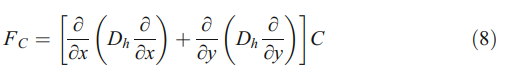 F_C = [∂/∂x (D_h ∂/∂x) + ∂/∂y (D_h ∂/∂y)] C (8)